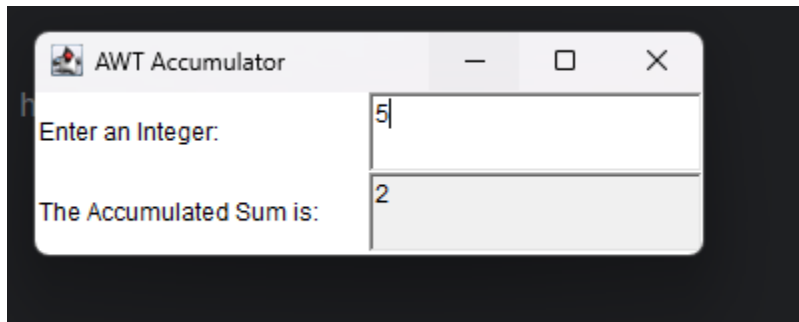 AWT Accumulator
h
Enter an Integer:
5
The Accumulated Sum is:
2